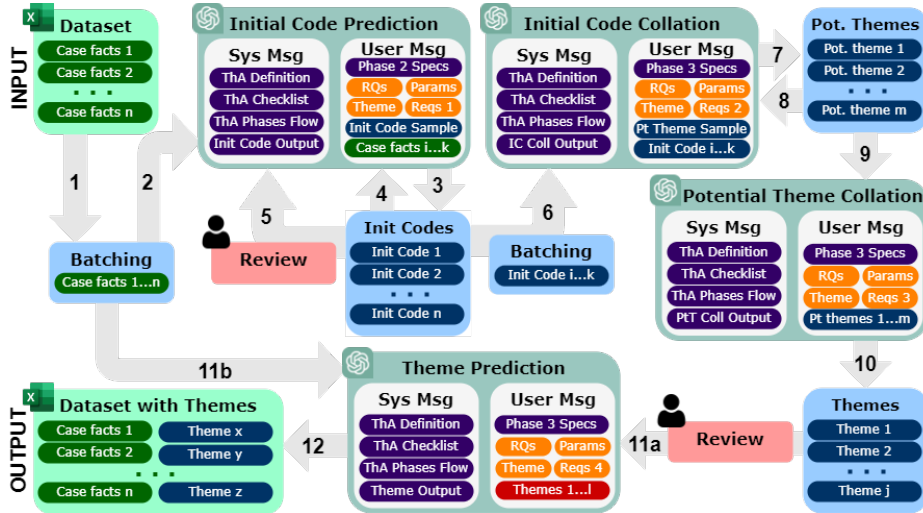 INPUT
Dataset
Case facts 1
Case facts 2
. . .
Case facts n
Initial Code Prediction
Sys Msg
ThA Definition
ThA Checklist
ThA Phases Flow
Init Code Output
User Msg
Phase 2 Specs
RQs Params
Theme Reqs 1
Init Code Sample
Case facts i...k
Initial Code Collation
Sys Msg
ThA Definition
ThA Checklist
ThA Phases Flow
IC Coll Output
User Msg
Phase 3 Specs
RQs Params
Theme Reqs 2
Pt Theme Sample
Init Code i...k
7
8
Pot. Themes
Pot. theme 1
Pot. theme 2
. . .
Pot. theme m
1
2
3
4
5
6
9
Batching
Case facts 1...n
Review
Init Codes
Init Code 1
Init Code 2
. . .
Init Code n
Batching
Init Code i...k
Potential Theme Collation
Sys Msg
ThA Definition
ThA Checklist
ThA Phases Flow
PtT Coll Output
User Msg
Phase 3 Specs
RQs Params
Theme Reqs 3
Pt themes 1...m
10
11b
OUTPUT
Dataset with Themes
Case facts 1 Theme x
Case facts 2 Theme y
. . .
Case facts n Theme z
12
Theme Prediction
Sys Msg
ThA Definition
ThA Checklist
ThA Phases Flow
Theme Output
User Msg
Phase 3 Specs
RQs Params
Theme Reqs 4
Themes 1...l
11a
Review
Themes
Theme 1
Theme 2
. . .
Theme j